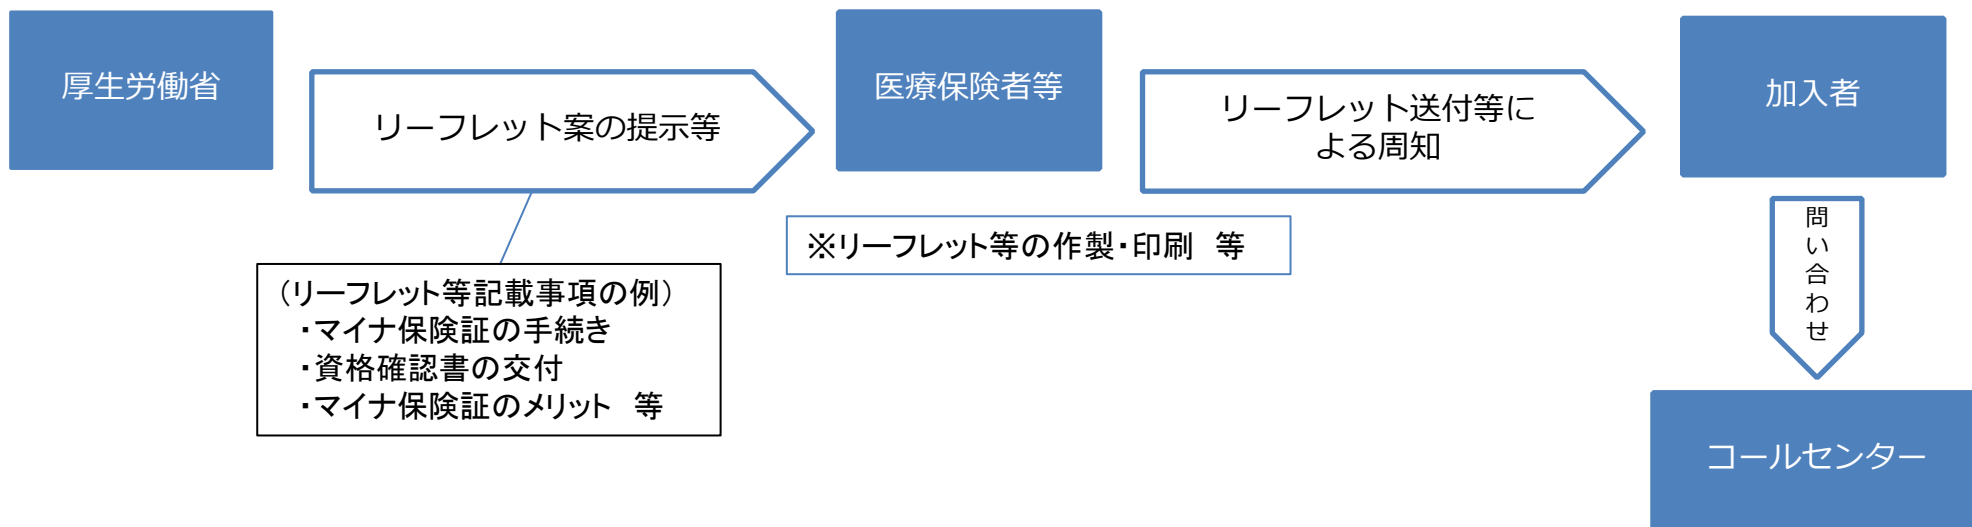 厚生労働省
リーフレット案の提示等
医療保険者等
リーフレット送付等に
よる周知
加入者
※リーフレット等の作製・印刷　等
（リーフレット等記載事項の例）
・マイナ保険証の手続き
・資格確認書の交付
・マイナ保険証のメリット　等
問い合わせ
コールセンター